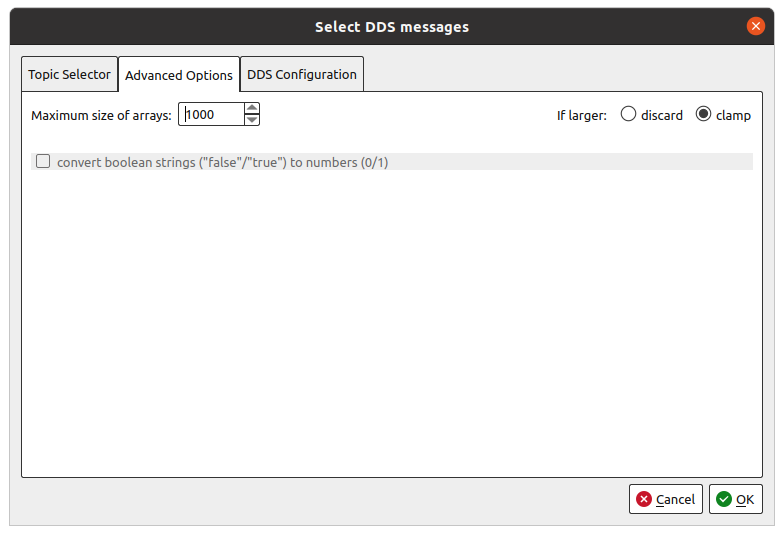 Select DDS messages
Topic Selector Advanced Options DDS Configuration
Maximum size of arrays: 1000 If larger: discard clamp
convert boolean strings ("false"/"true") to numbers (0/1)
Cancel OK